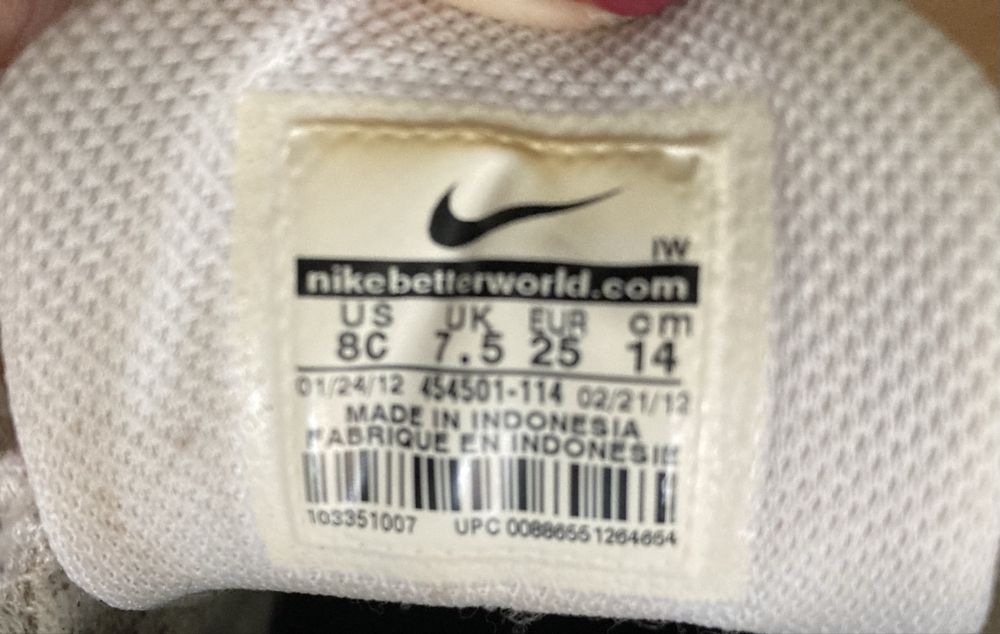 IW
nikebetterworld.com
US UK EUR cm
8C 7.5 25 14
01/24/12 454501-114 02/21/12
MADE IN INDONESIA
FABRIQUE EN INDONESIE
103351007 UPC 00886551264654